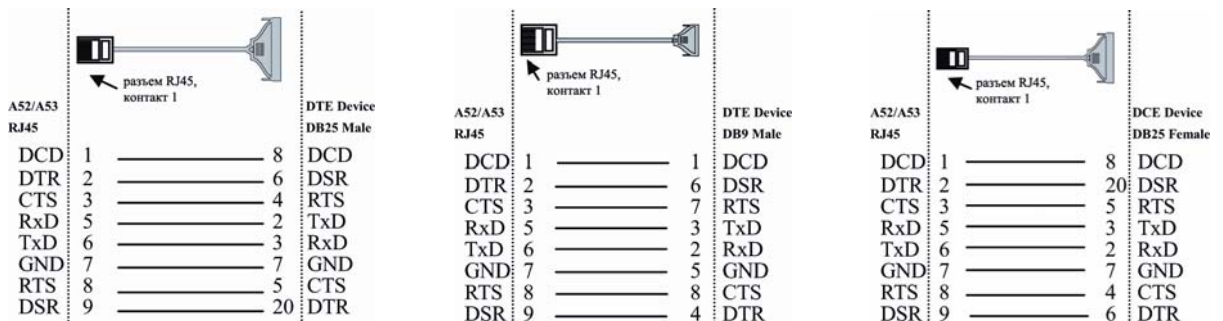 разъем RJ45,
контакт 1
A52/A53 DTE Device
RJ45 DB25 Male
DCD 1 8 DCD
DTR 2 6 DSR
CTS 3 4 RTS
RxD 5 2 TxD
TxD 6 3 RxD
GND 7 7 GND
RTS 8 5 CTS
DSR 9 20 DTR
разъем RJ45,
контакт 1
A52/A53 DTE Device
RJ45 DB9 Male
DCD 1 1 DCD
DTR 2 6 DSR
CTS 3 7 RTS
RxD 5 3 TxD
TxD 6 2 RxD
GND 7 5 GND
RTS 8 8 CTS
DSR 9 4 DTR
разъем RJ45,
контакт 1
A52/A53 DCE Device
RJ45 DB25 Female
DCD 1 8 DCD
DTR 2 20 DSR
CTS 3 5 RTS
RxD 5 3 TxD
TxD 6 2 RxD
GND 7 7 GND
RTS 8 4 CTS
DSR 9 6 DTR